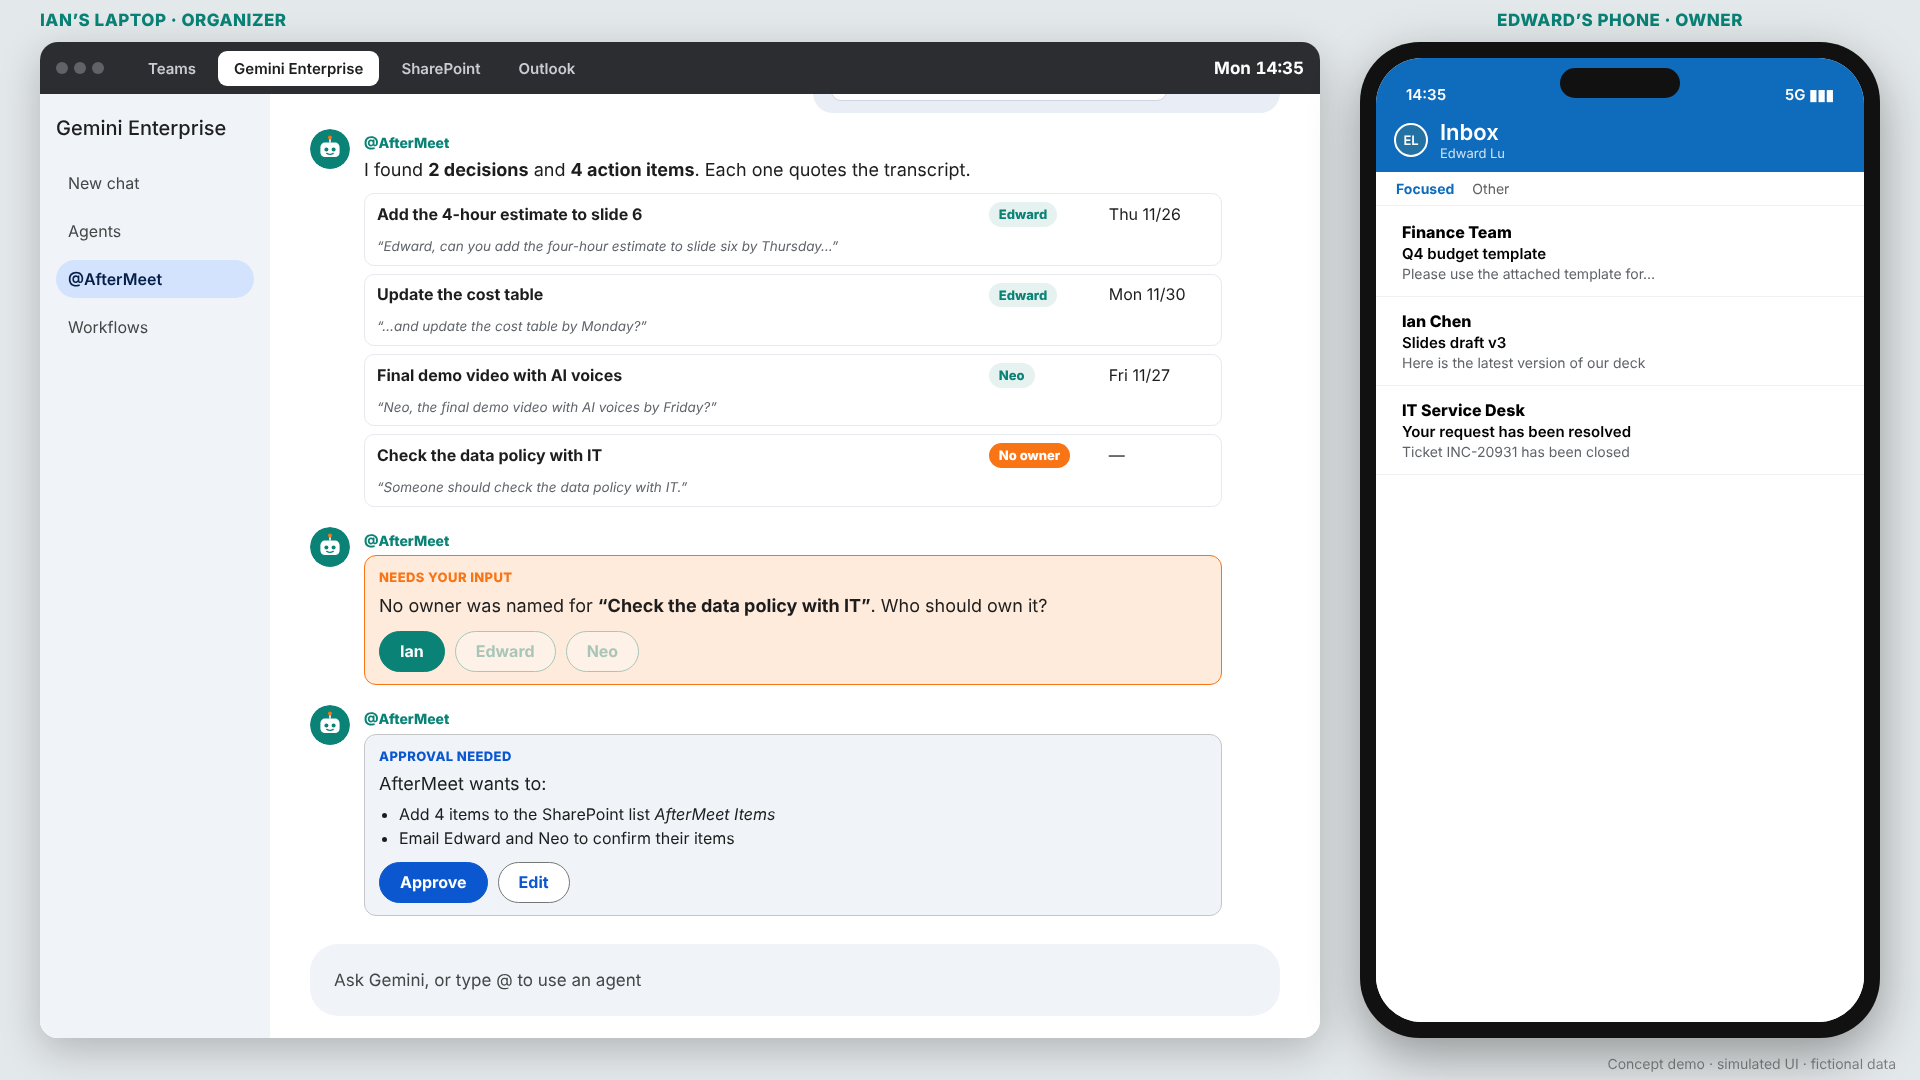 IAN’S LAPTOP · ORGANIZER
EDWARD’S PHONE · OWNER
Teams
Gemini Enterprise
SharePoint
Outlook
Mon 14:35
Gemini Enterprise
New chat
Agents
@AfterMeet
Workflows
@AfterMeet
I found 2 decisions and 4 action items. Each one quotes the transcript.
Add the 4-hour estimate to slide 6
Edward
Thu 11/26
“Edward, can you add the four-hour estimate to slide six by Thursday…”
Update the cost table
Edward
Mon 11/30
“…and update the cost table by Monday?”
Final demo video with AI voices
Neo
Fri 11/27
“Neo, the final demo video with AI voices by Friday?”
Check the data policy with IT
No owner
—
“Someone should check the data policy with IT.”
@AfterMeet
NEEDS YOUR INPUT
No owner was named for “Check the data policy with IT”. Who should own it?
Ian
Edward
Neo
@AfterMeet
APPROVAL NEEDED
AfterMeet wants to:
• Add 4 items to the SharePoint list AfterMeet Items
• Email Edward and Neo to confirm their items
Approve
Edit
Ask Gemini, or type @ to use an agent
14:35
5G
EL
Inbox
Edward Lu
Focused
Other
Finance Team
Q4 budget template
Please use the attached template for…
Ian Chen
Slides draft v3
Here is the latest version of our deck
IT Service Desk
Your request has been resolved
Ticket INC-20931 has been closed
Concept demo · simulated UI · fictional data